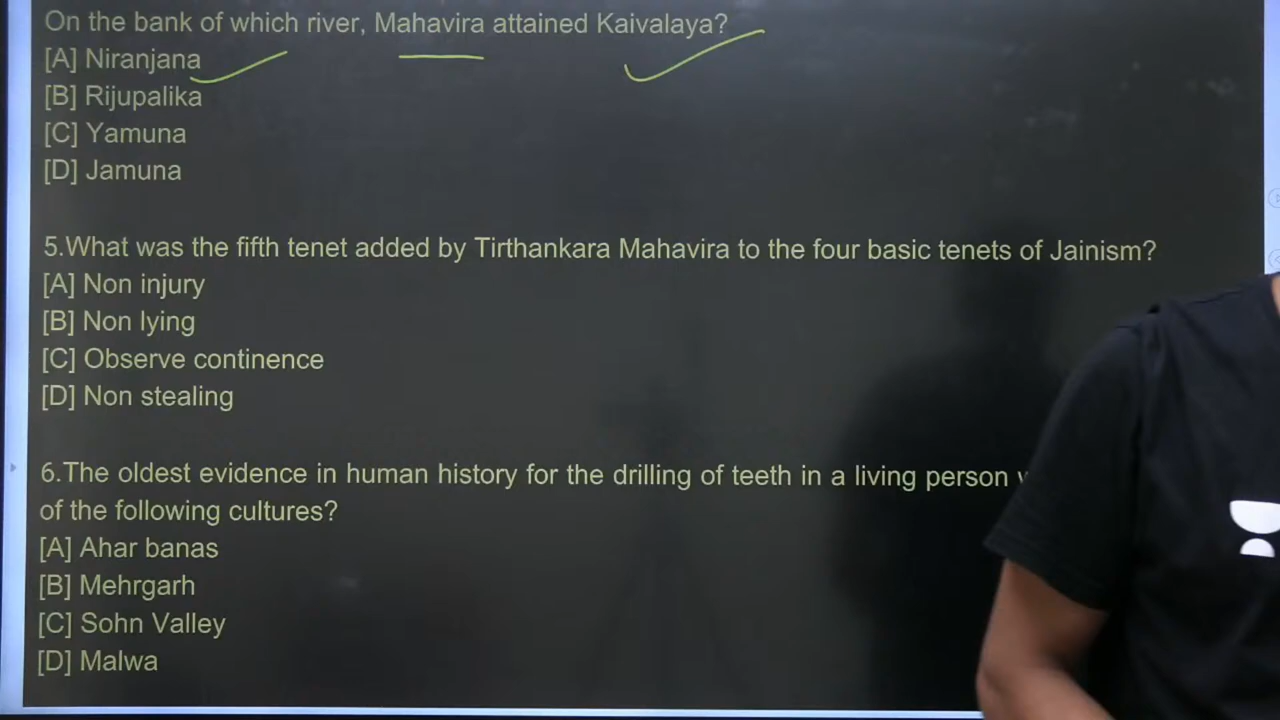 On the bank of which river, Mahavira attained Kaivalaya?
[A] Niranjana
[B] Rijupalika
[C] Yamuna
[D] Jamuna
5.What was the fifth tenet added by Tirthankara Mahavira to the four basic tenets of Jainism?
[A] Non injury
[B] Non lying
[C] Observe continence
[D] Non stealing
6.The oldest evidence in human history for the drilling of teeth in a living person
of the following cultures?
[A] Ahar banas
[B] Mehrgarh
[C] Sohn Valley
[D] Malwa